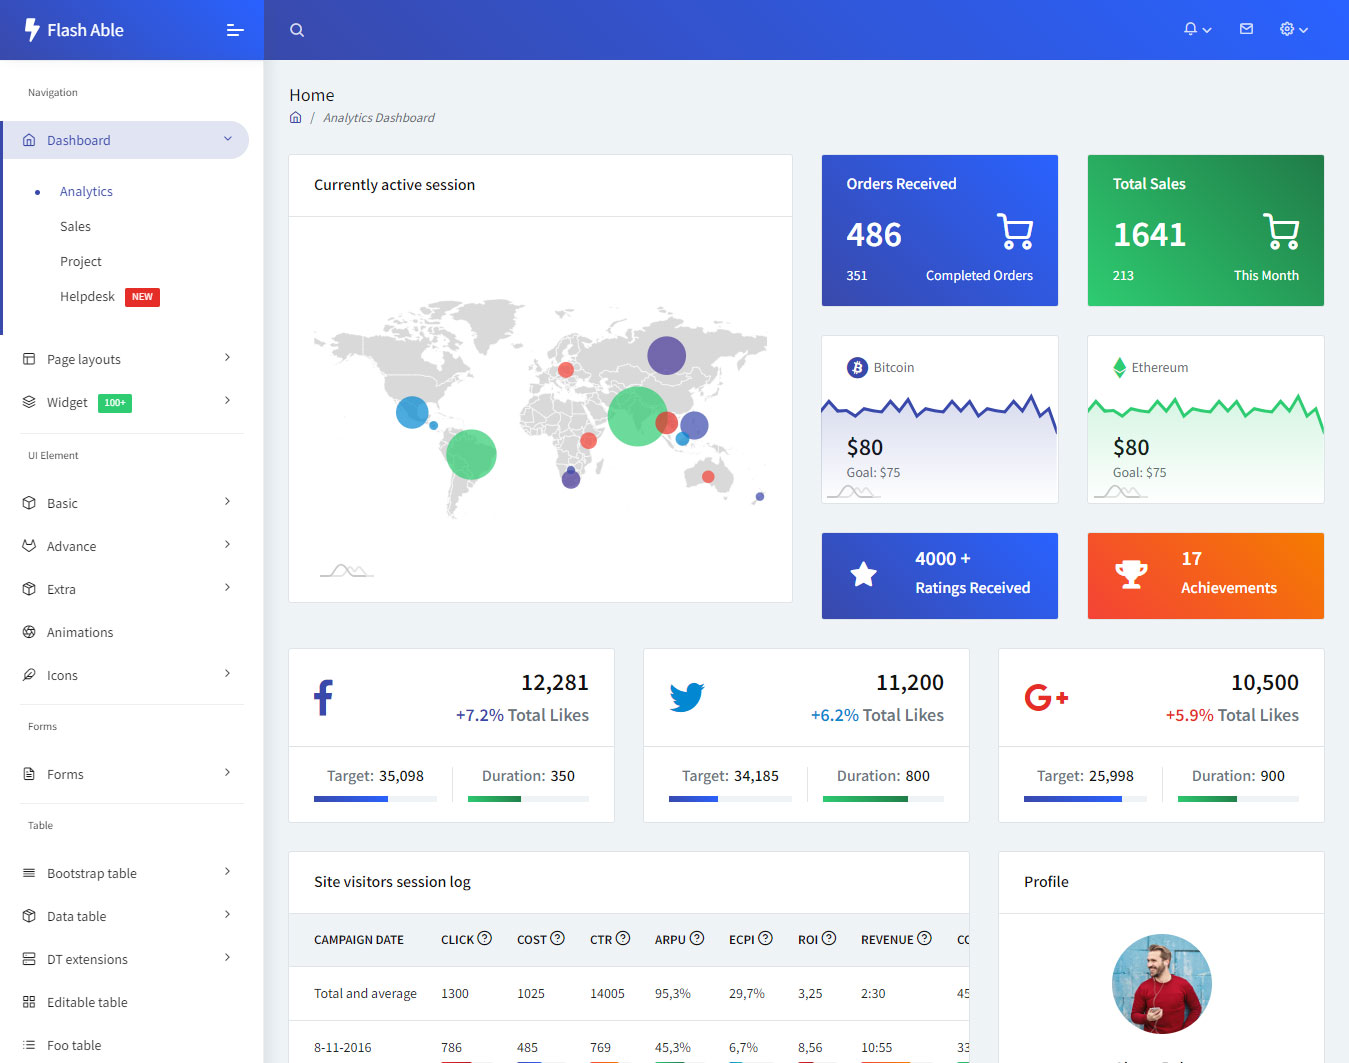 Flash Able
Navigation
Dashboard
Analytics
Sales
Project
Helpdesk NEW
Page layouts
Widget 100+
UI Element
Basic
Advance
Extra
Animations
Icons
Forms
Forms
Table
Bootstrap table
Data table
DT extensions
Editable table
Foo table
Home
/ Analytics Dashboard
Currently active session
Orders Received
486
351 Completed Orders
Total Sales
1641
213 This Month
Bitcoin
$80
Goal: $75
Ethereum
$80
Goal: $75
4000 +
Ratings Received
17
Achievements
12,281
+7.2% Total Likes
Target: 35,098 Duration: 350
11,200
+6.2% Total Likes
Target: 34,185 Duration: 800
G+
10,500
+5.9% Total Likes
Target: 25,998 Duration: 900
Site visitors session log
CAMPAIGN DATE CLICK COST CTR ARPU ECPI ROI REVENUE
Total and average 1300 1025 14005 95,3% 29,7% 3,25 2:30 45
8-11-2016 786 485 769 45,3% 6,7% 8,56 10:55 33
Profile